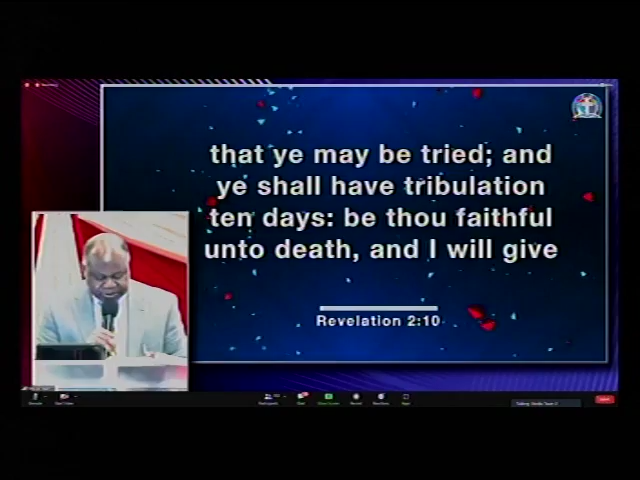 that ye may be tried; and
ye shall have tribulation
ten days: be thou faithful
unto death, and I will give
Revelation 2:10